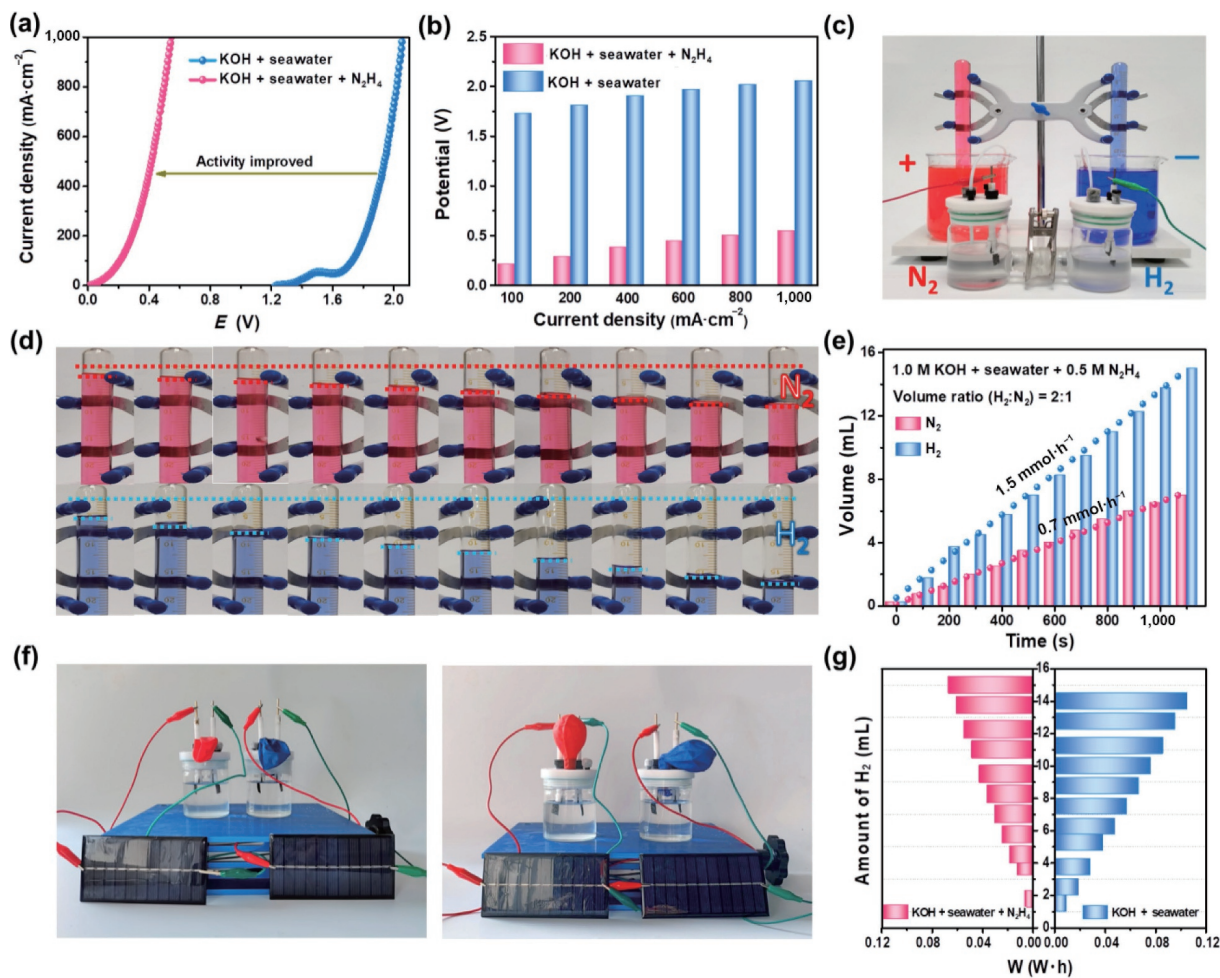 (a)
1,000
800
600
400
200
0
Current density (mA·cm⁻²)
KOH + seawater
KOH + seawater + N₂H₄
Activity improved
0.0 0.4 0.8 1.2 1.6 2.0
E (V)
(b)
2.5
2.0
1.5
1.0
0.5
0.0
Potential (V)
KOH + seawater + N₂H₄
KOH + seawater
100 200 400 600 800 1,000
Current density (mA·cm⁻²)
(c)
+
–
N₂
H₂
(d)
N₂
H₂
(e)
16
12
8
4
0
Volume (mL)
1.0 M KOH + seawater + 0.5 M N₂H₄
Volume ratio (H₂:N₂) = 2:1
N₂
H₂
1.5 mmol·h⁻¹
0.7 mmol·h⁻¹
0 200 400 600 800 1,000
Time (s)
(f)
(g)
Amount of H₂ (mL)
16
14
12
10
8
6
4
2
0
KOH + seawater + N₂H₄
KOH + seawater
0.12 0.08 0.04 0.00 0.00 0.04 0.08 0.12
W (W·h)